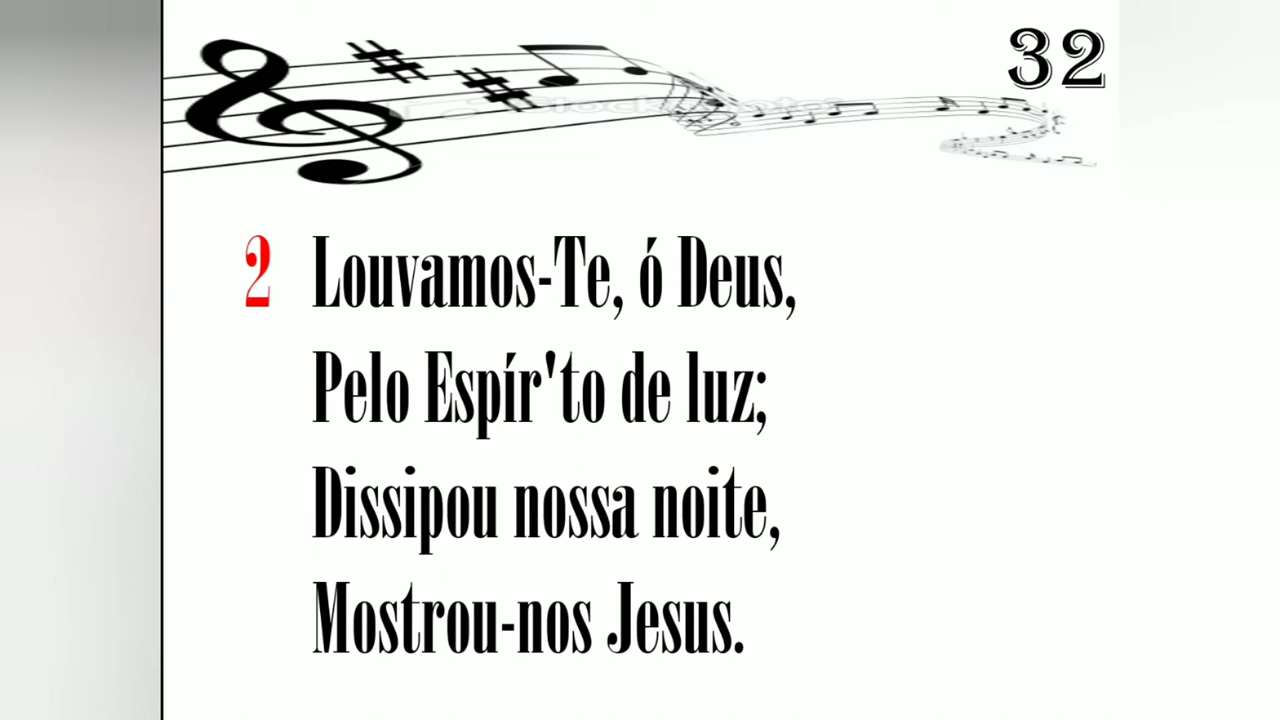 32
2 Louvamos-Te, ó Deus,
Pelo Espír'to de luz;
Dissipou nossa noite,
Mostrou-nos Jesus.